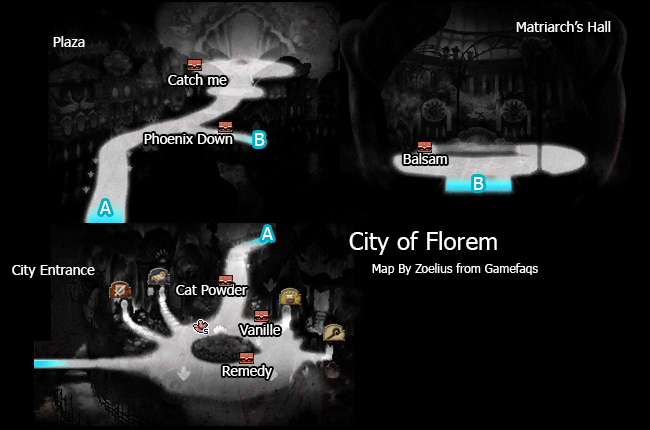 Plaza
Matriarch's Hall
Catch me
Phoenix Down
B
Balsam
B
A
City of Florem
Map By Zoelius from Gamefaqs
City Entrance
A
Cat Powder
S
Vanille
Remedy